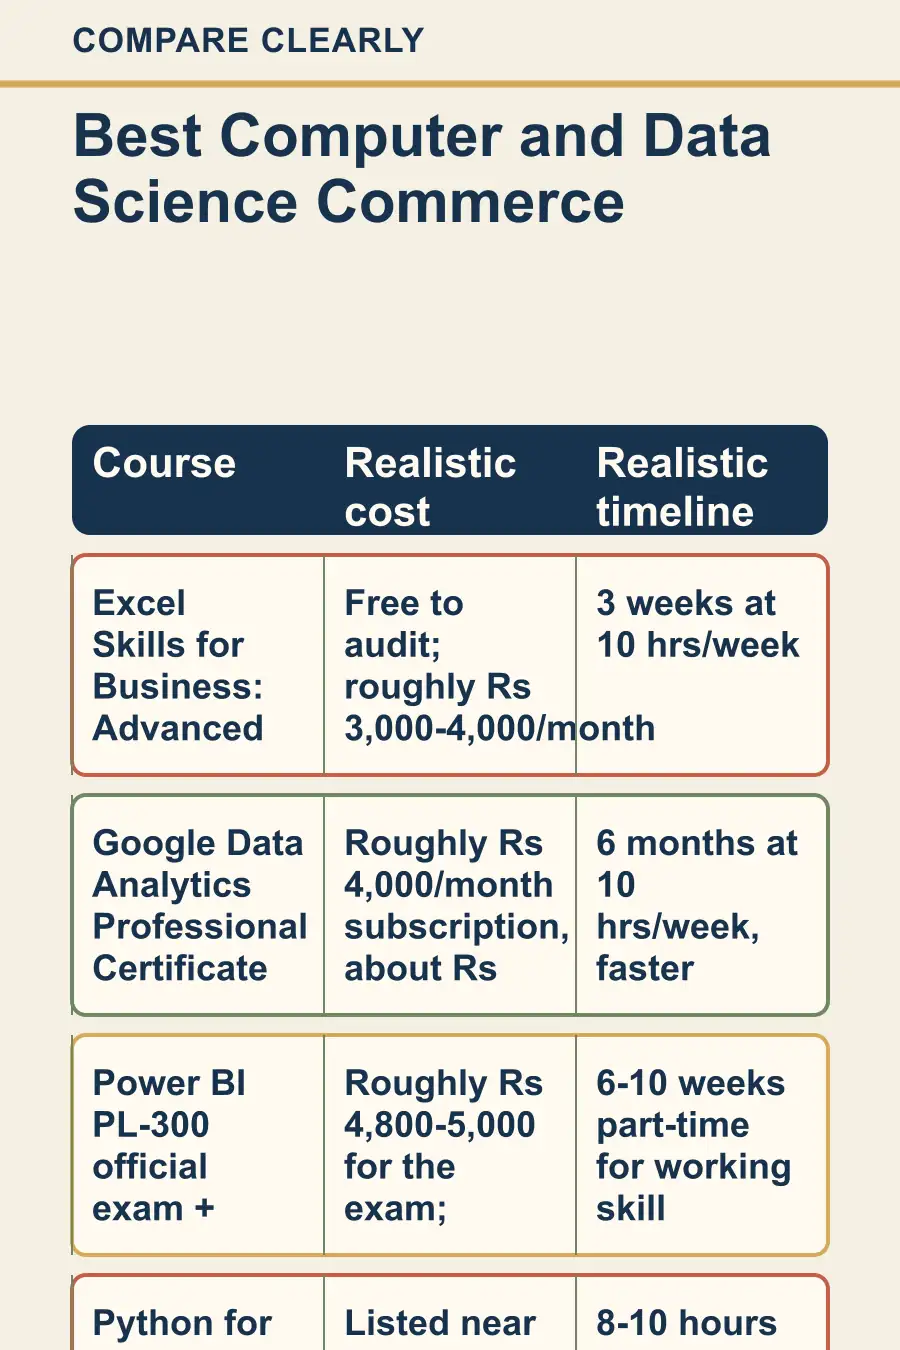 COMPARE CLEARLY
Best Computer and Data
Science Commerce
Course
Realistic
cost
Realistic
timeline
Excel
Skills for
Business:
Advanced
Free to
audit;
roughly Rs
3,000-4,000/month
3 weeks at
10 hrs/week
Google Data
Analytics
Professional
Certificate
Roughly Rs
4,000/month
subscription,
about Rs
6 months at
10
hrs/week,
faster
Power BI
PL-300
official
exam +
Roughly Rs
4,800-5,000
for the
exam;
6-10 weeks
part-time
for working
skill
Python for
Listed near
8-10 hours